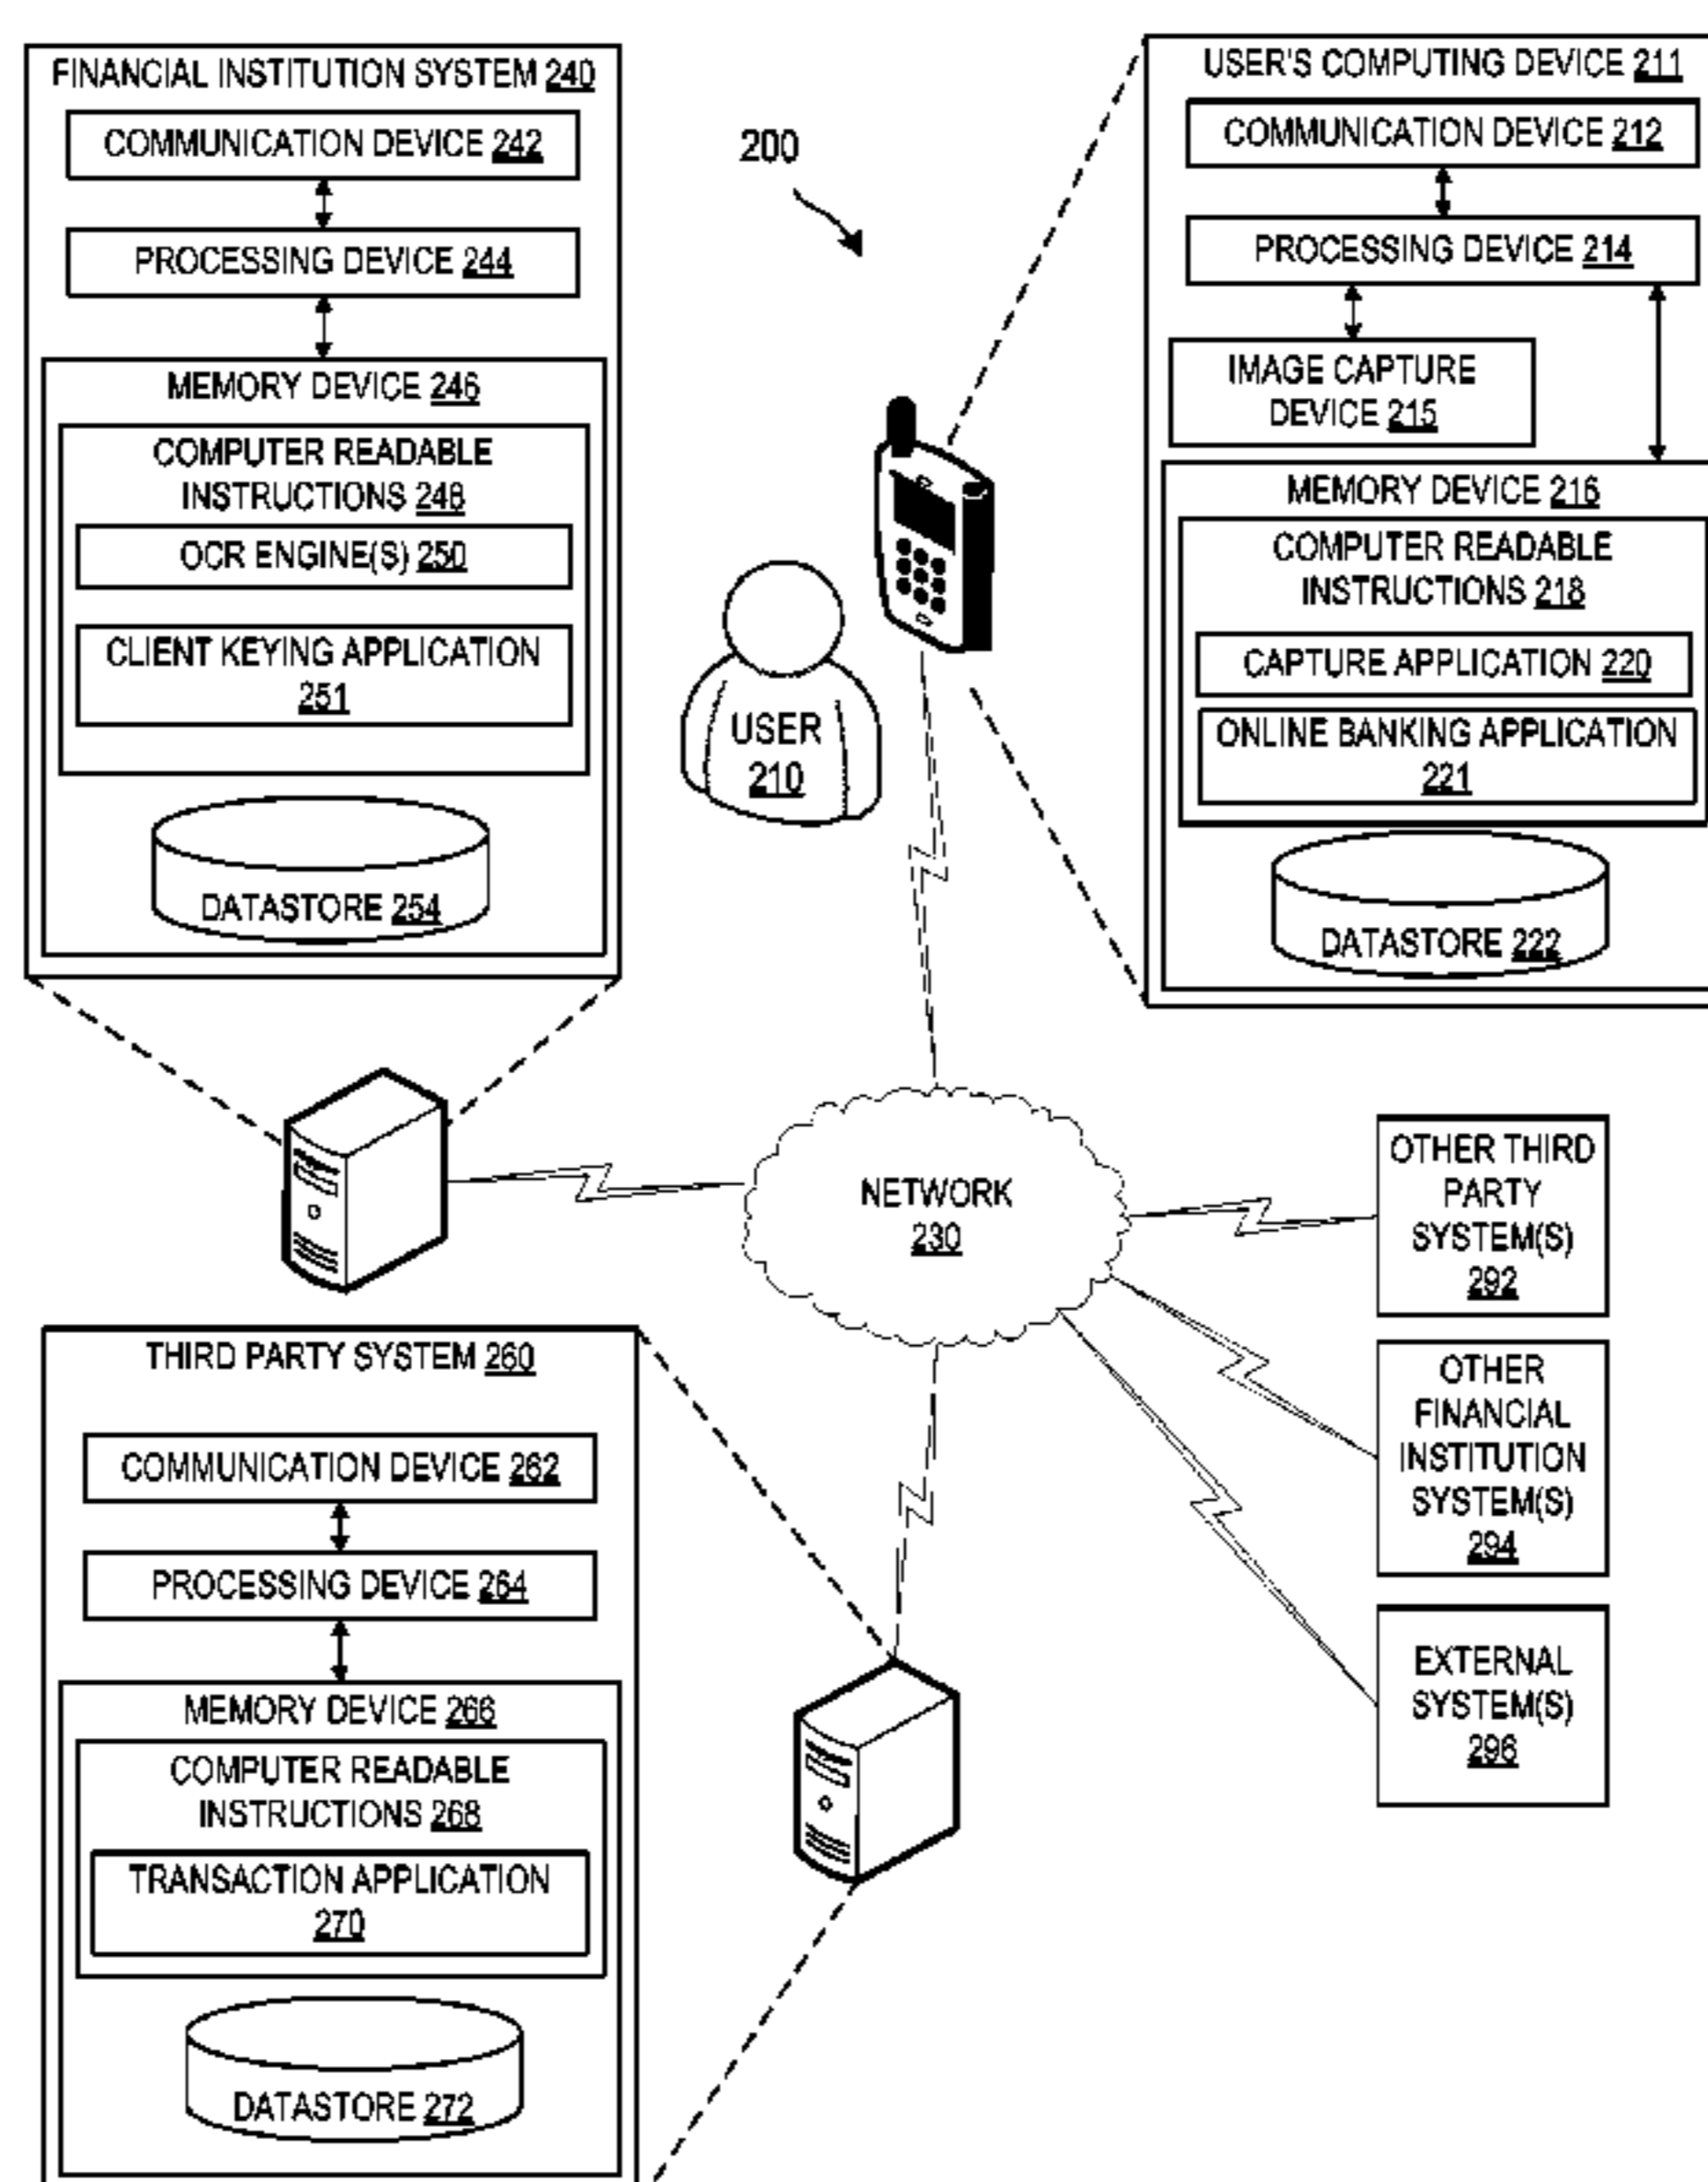 FINANCIAL INSTITUTION SYSTEM 240
COMMUNICATION DEVICE 242
PROCESSING DEVICE 244
MEMORY DEVICE 246
COMPUTER READABLE
INSTRUCTIONS 248
OCR ENGINE(S) 250
CLIENT KEYING APPLICATION
251
DATASTORE 254
200
USER
210
USER'S COMPUTING DEVICE 211
COMMUNICATION DEVICE 212
PROCESSING DEVICE 214
IMAGE CAPTURE
DEVICE 215
MEMORY DEVICE 216
COMPUTER READABLE
INSTRUCTIONS 218
CAPTURE APPLICATION 220
ONLINE BANKING APPLICATION
221
DATASTORE 222
NETWORK
230
OTHER THIRD
PARTY
SYSTEM(S)
292
OTHER
FINANCIAL
INSTITUTION
SYSTEM(S)
294
EXTERNAL
SYSTEM(S)
296
THIRD PARTY SYSTEM 260
COMMUNICATION DEVICE 262
PROCESSING DEVICE 264
MEMORY DEVICE 266
COMPUTER READABLE
INSTRUCTIONS 268
TRANSACTION APPLICATION
270
DATASTORE 272